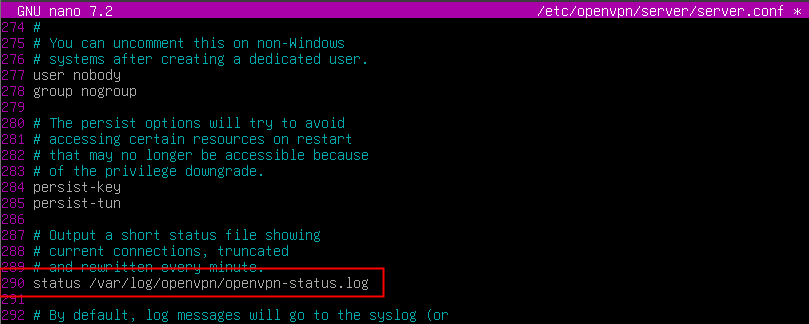 GNU nano 7.2 /etc/openvpn/server/server.conf *
274 #
275 # You can uncomment this on non-Windows
276 # systems after creating a dedicated user.
277 user nobody
278 group nogroup
279
280 # The persist options will try to avoid
281 # accessing certain resources on restart
282 # that may no longer be accessible because
283 # of the privilege downgrade.
284 persist-key
285 persist-tun
286
287 # Output a short status file showing
288 # current connections, truncated
289 # and rewritten every minute.
290 status /var/log/openvpn/openvpn-status.log
291
292 # By default, log messages will go to the syslog (or